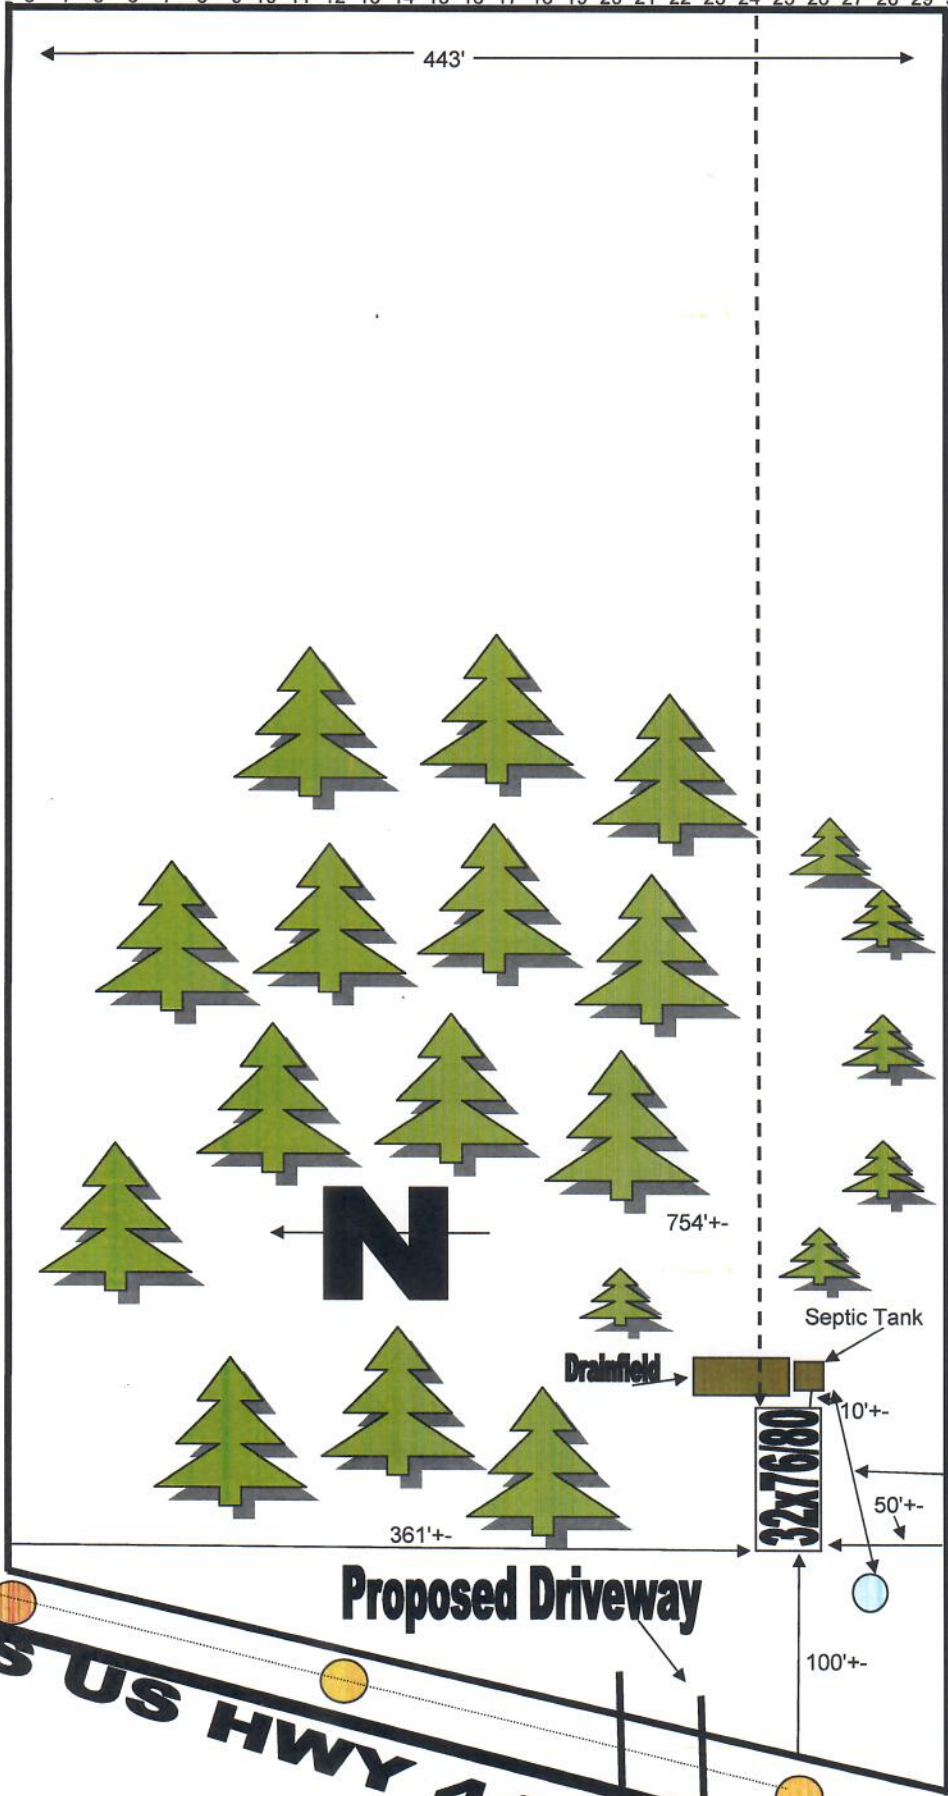 443'
N
754'+-
Septic Tank
Drainfield
10'+-
32x76/80
50'+-
361'+-
Proposed Driveway
100'+-
US HWY